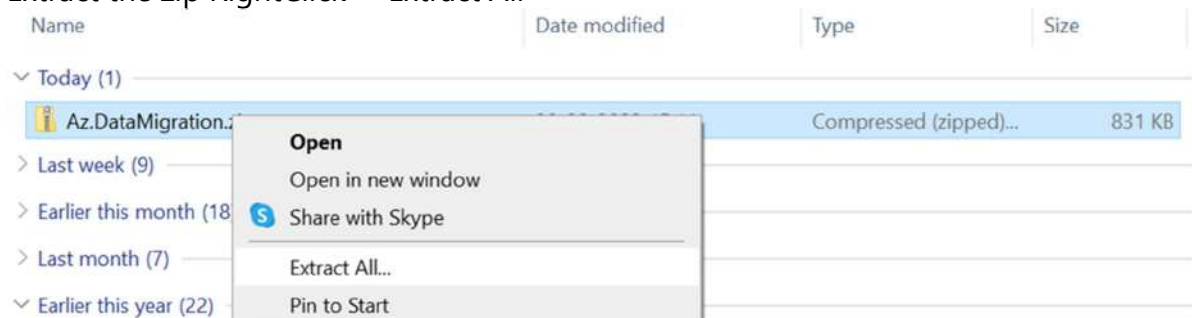 Name Date modified Type Size
Today (1)
Az.DataMigration. Compressed (zipped)... 831 KB
Open
Last week (9)
Open in new window
Earlier this month (18
Share with Skype
Last month (7)
Extract All...
Earlier this year (22)
Pin to Start